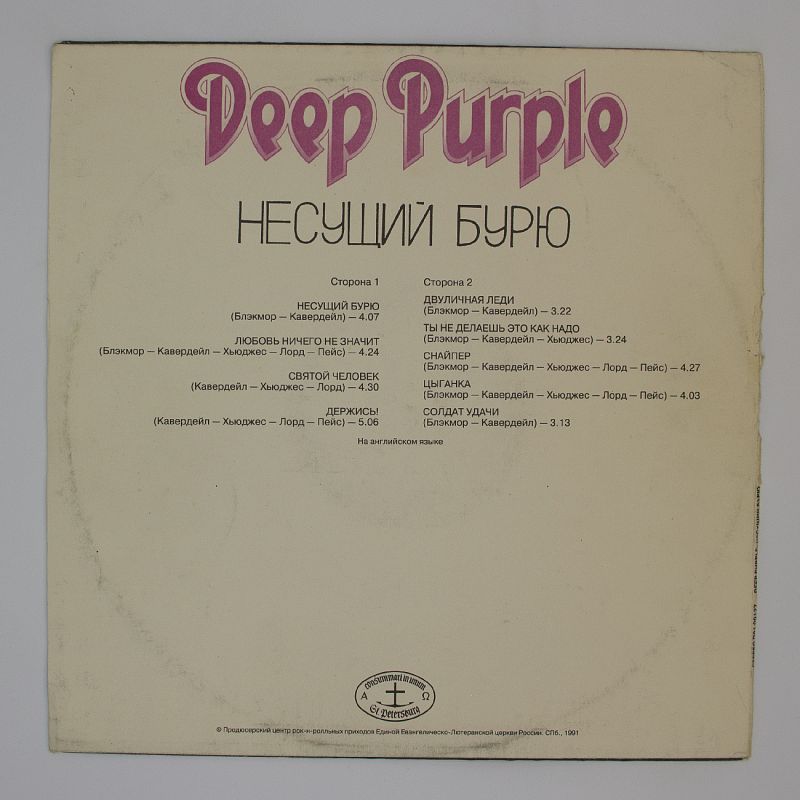 Deep Purple
НЕСУЩИЙ БУРЮ
Сторона 1
НЕСУЩИЙ БУРЮ
(Блэкмор — Кавердейл) — 4.07
ЛЮБОВЬ НИЧЕГО НЕ ЗНАЧИТ
(Блэкмор — Кавердейл — Хьюджес — Лорд — Пейс) — 4.24
СВЯТОЙ ЧЕЛОВЕК
(Кавердейл — Хьюджес — Лорд) — 4.30
ДЕРЖИСЬ!
(Кавердейл — Хьюджес — Лорд — Пейс) — 5.06
Сторона 2
ДВУЛИЧНАЯ ЛЕДИ
(Блэкмор — Кавердейл) — 3.22
ТЫ НЕ ДЕЛАЕШЬ ЭТО КАК НАДО
(Блэкмор — Кавердейл — Хьюджес) — 3.24
СНАЙПЕР
(Блэкмор — Кавердейл — Хьюджес — Лорд — Пейс) — 4.27
ЦЫГАНКА
(Блэкмор — Кавердейл — Хьюджес — Лорд — Пейс) — 4.03
СОЛДАТ УДАЧИ
(Блэкмор — Кавердейл) — 3.13
На английском языке
consummati in unum
Α Ω
St. Petersburg
© Продюсерский центр рок-н-ролльных приходов Единой Евангелическо-Лютеранской церкви России. СПб., 1991